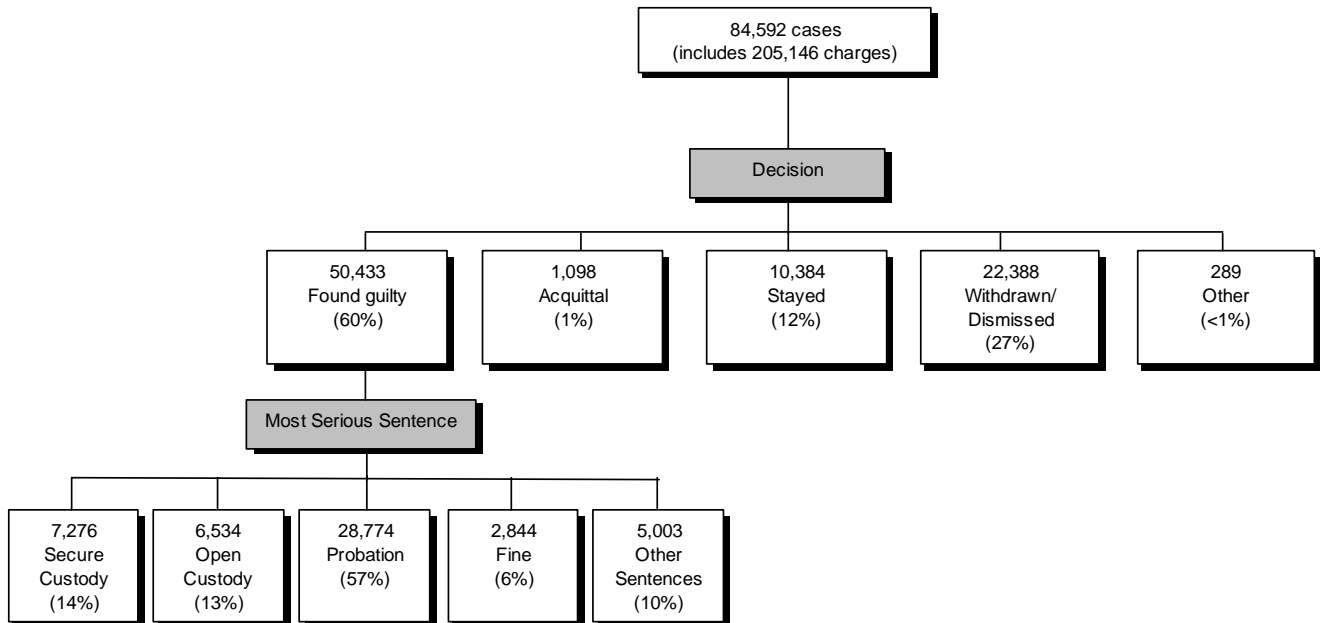 84,592 cases
(includes 205,146 charges)
Decision
50,433
Found guilty
(60%)
1,098
Acquittal
(1%)
10,384
Stayed
(12%)
22,388
Withdrawn/
Dismissed
(27%)
289
Other
(<1%)
Most Serious Sentence
7,276
Secure
Custody
(14%)
6,534
Open
Custody
(13%)
28,774
Probation
(57%)
2,844
Fine
(6%)
5,003
Other
Sentences
(10%)